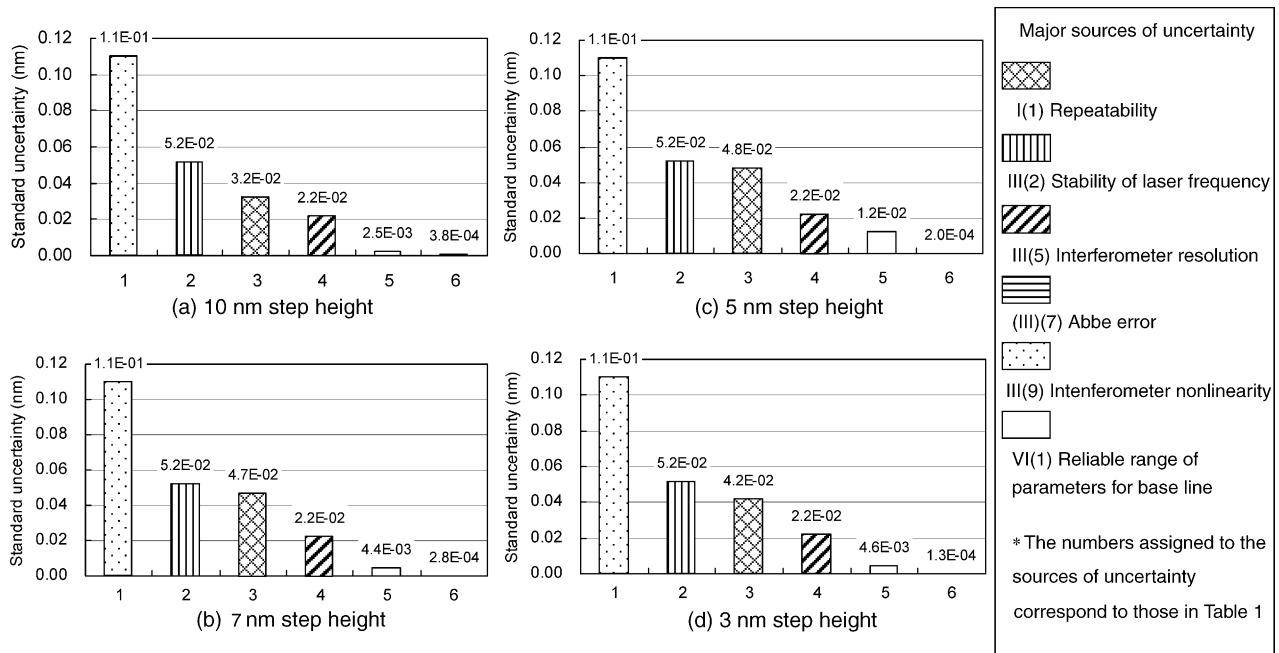 Standard uncertainty (nm)
0.12
0.10
0.08
0.06
0.04
0.02
0.00
1.1E-01
5.2E-02
3.2E-02
2.2E-02
2.5E-03
3.8E-04
1 2 3 4 5 6
(a) 10 nm step height
Standard uncertainty (nm)
0.12
0.10
0.08
0.06
0.04
0.02
0.00
1.1E-01
5.2E-02
4.8E-02
2.2E-02
1.2E-02
2.0E-04
1 2 3 4 5 6
(c) 5 nm step height
Standard uncertainty (nm)
0.12
0.10
0.08
0.06
0.04
0.02
0.00
1.1E-01
5.2E-02
4.7E-02
2.2E-02
4.4E-03
2.8E-04
1 2 3 4 5 6
(b) 7 nm step height
Standard uncertainty (nm)
0.12
0.10
0.08
0.06
0.04
0.02
0.00
1.1E-01
5.2E-02
4.2E-02
2.2E-02
4.6E-03
1.3E-04
1 2 3 4 5 6
(d) 3 nm step height
Major sources of uncertainty
I(1) Repeatability
III(2) Stability of laser frequency
III(5) Interferometer resolution
(III)(7) Abbe error
III(9) Intenferometer nonlinearity
VI(1) Reliable range of
parameters for base line
* The numbers assigned to the
sources of uncertainty
correspond to those in Table 1